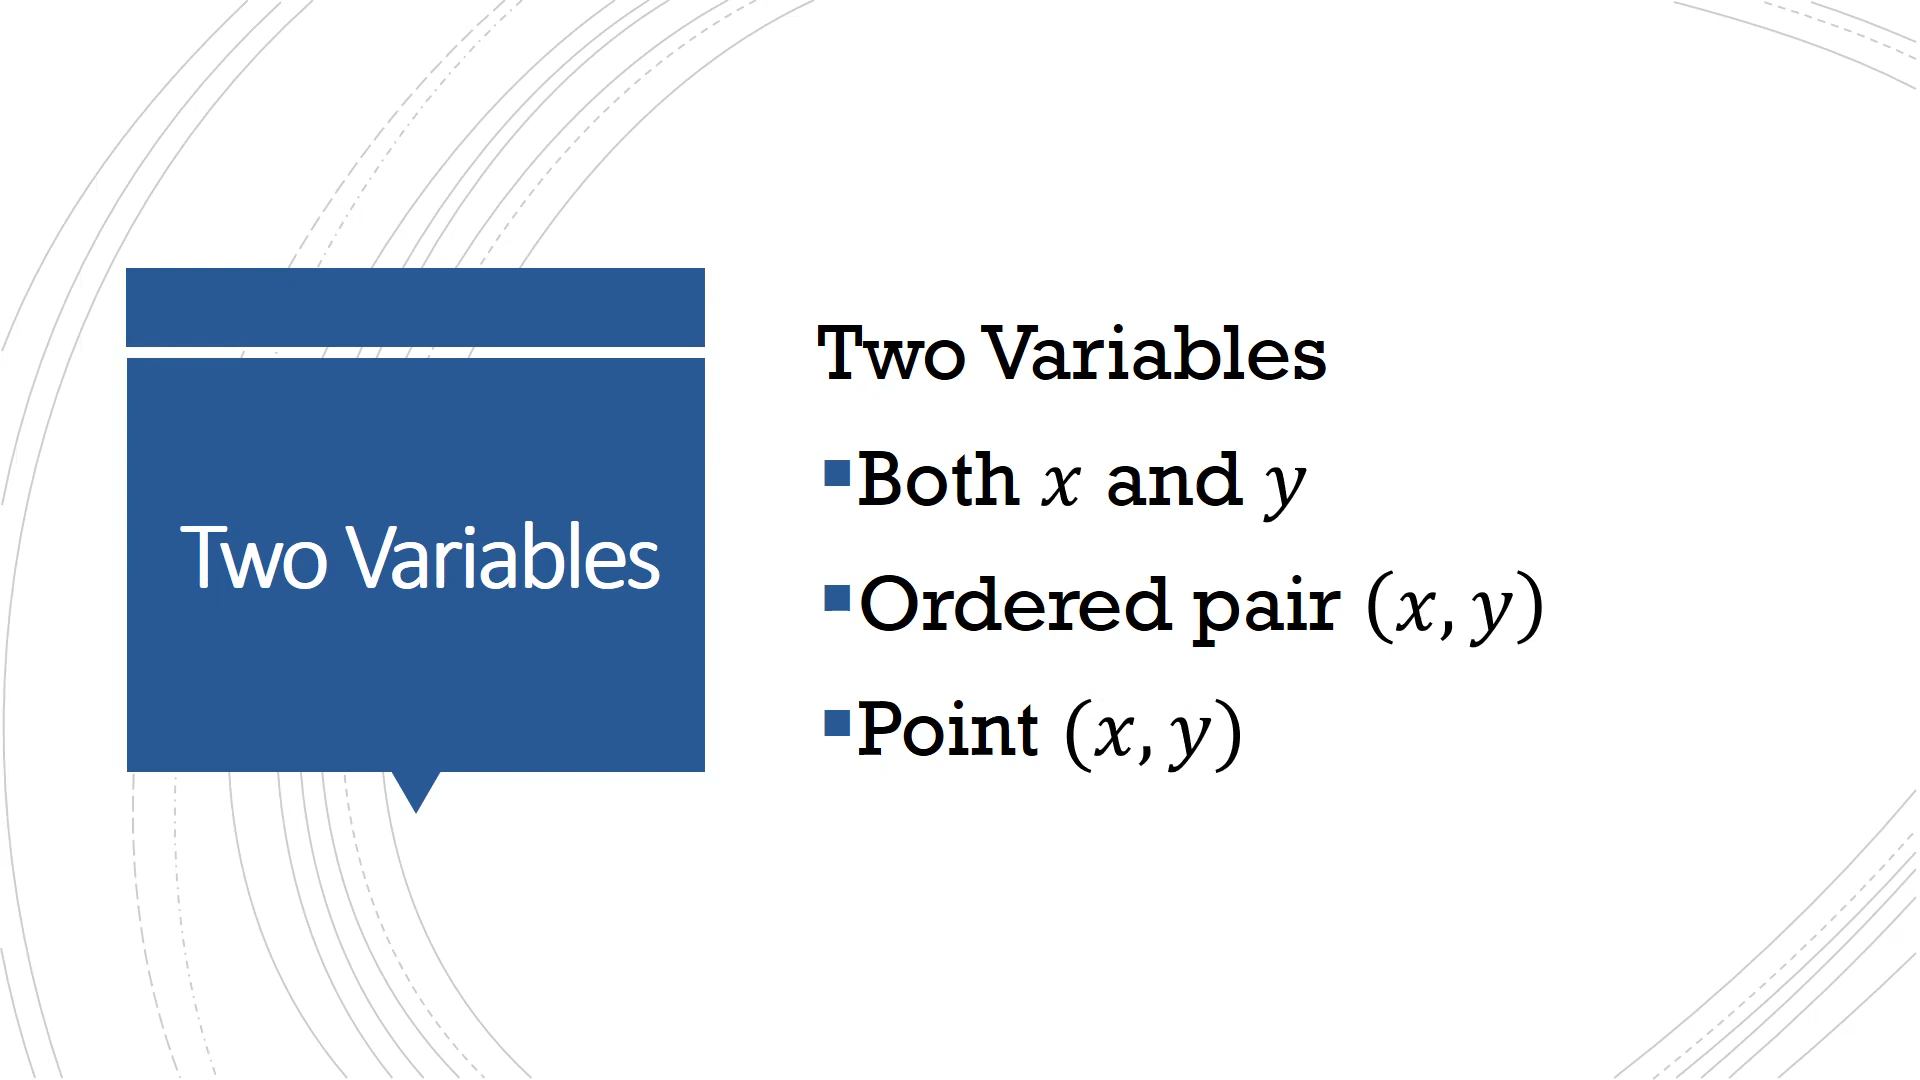 Two Variables
Two Variables
▪Both 𝑥 and 𝑦
▪Ordered pair (𝑥, 𝑦)
▪Point (𝑥, 𝑦)